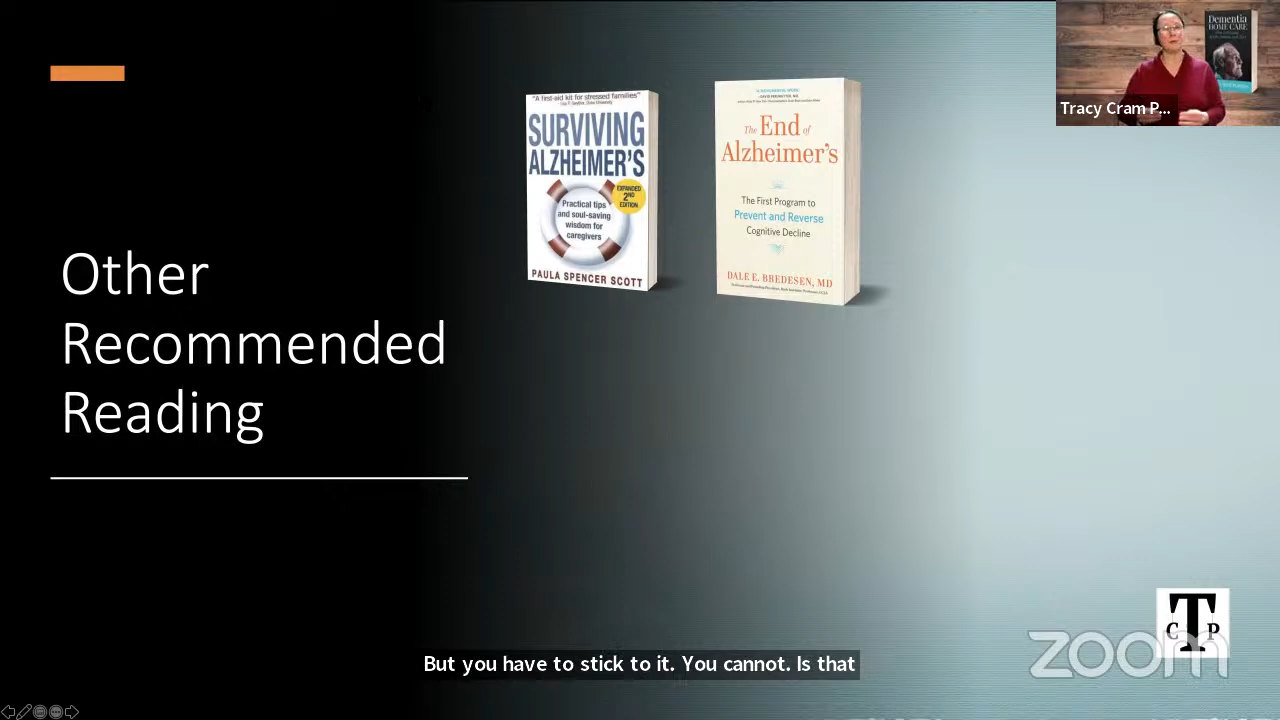 Other
Recommended
Reading
"A first-aid kit for stressed families"
SURVIVING
ALZHEIMER'S
EXPANDED
2ND
EDITION
Practical tips
and soul-saving
wisdom for
caregivers
PAULA SPENCER SCOTT
The End of
Alzheimer's
The First Program to
Prevent and Reverse
Cognitive Decline
DALE E. BREDESEN, MD
Dementia
HOME CARE
Tracy Cram P...
T
C P
zoom
But you have to stick to it. You cannot. Is that